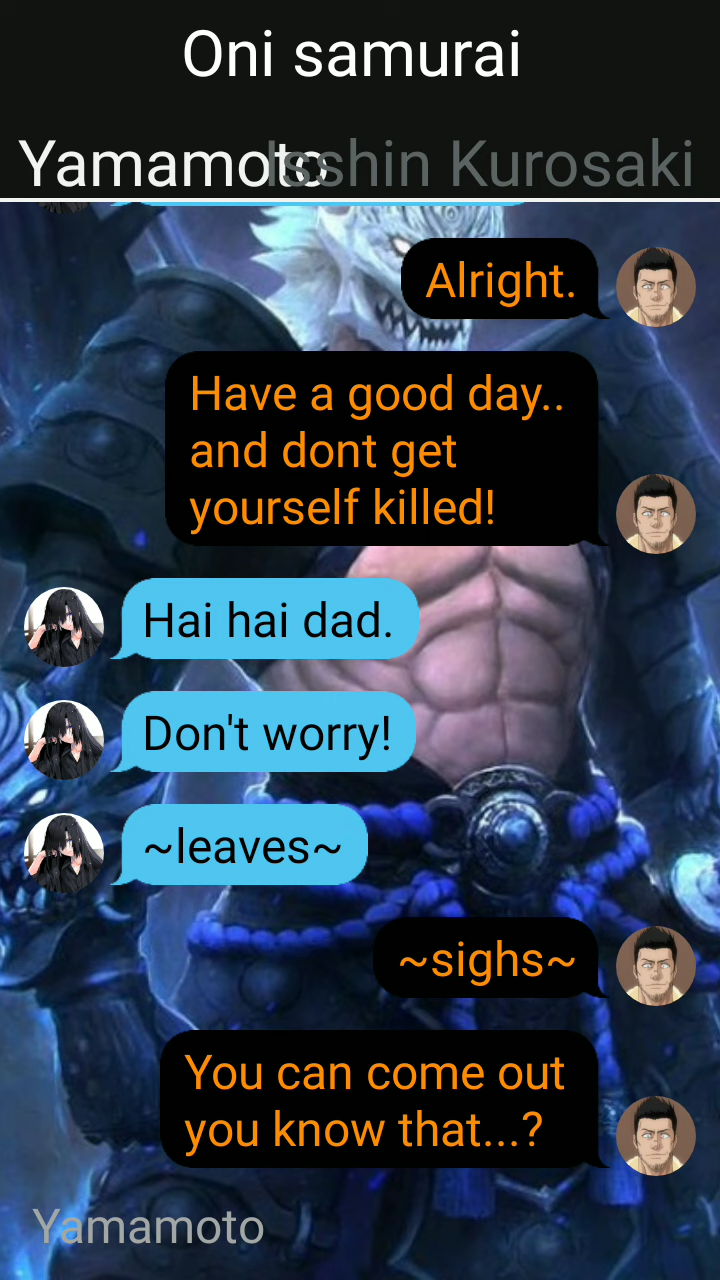 Oni samurai
Yamamoto Isshin Kurosaki
Alright.
Have a good day..
and dont get
yourself killed!
Hai hai dad.
Don't worry!
~leaves~
~sighs~
You can come out
you know that...?
Yamamoto